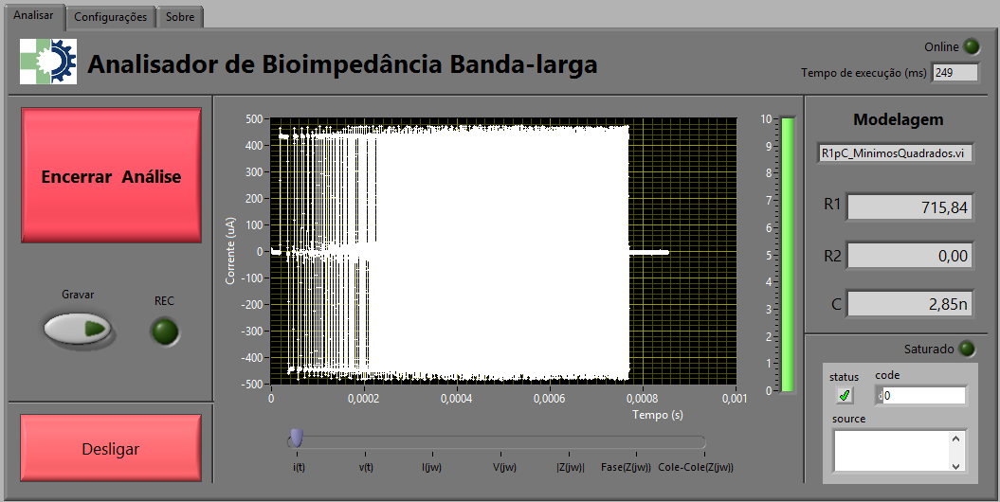 Analisar
Configurações
Sobre
Analisador de Bioimpedância Banda-larga
Online
Tempo de execução (ms)
249
Encerrar Análise
Gravar
REC
Desligar
Corrente (uA)
500
400
300
200
100
0
-100
-200
-300
-400
-500
0
0,0002
0,0004
0,0006
0,0008
0,001
Tempo (s)
10
9
8
7
6
5
4
3
2
1
0
i(t)
v(t)
I(jw)
V(jw)
|Z(jw)|
Fase(Z(jw))
Cole-Cole(Z(jw))
Modelagem
R1pC_MinimosQuadrados.vi
R1
715,84
R2
0,00
C
2,85n
Saturado
status
code
d0
source